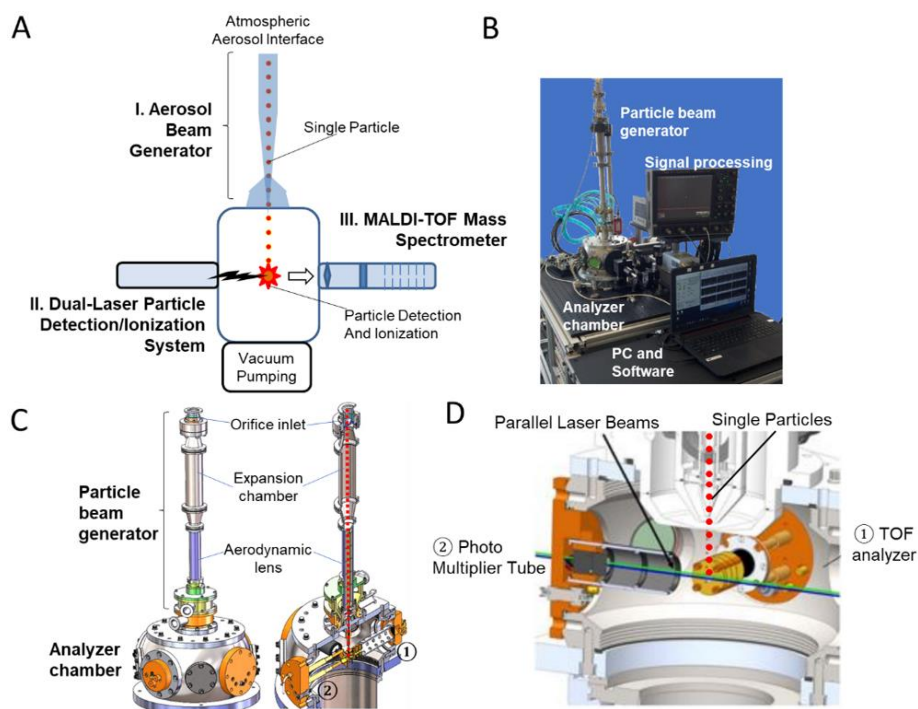 A
Atmospheric
Aerosol Interface
I. Aerosol
Beam
Generator
Single Particle
III. MALDI-TOF Mass
Spectrometer
II. Dual-Laser Particle
Detection/Ionization
System
Particle Detection
And Ionization
Vacuum
Pumping
B
Particle beam
generator
Signal processing
Analyzer
chamber
PC and
Software
C
Orifice inlet
Expansion
chamber
Particle
beam
generator
Aerodynamic
lens
Analyzer
chamber
①
②
D
Parallel Laser Beams
Single Particles
② Photo
Multiplier Tube
① TOF
analyzer